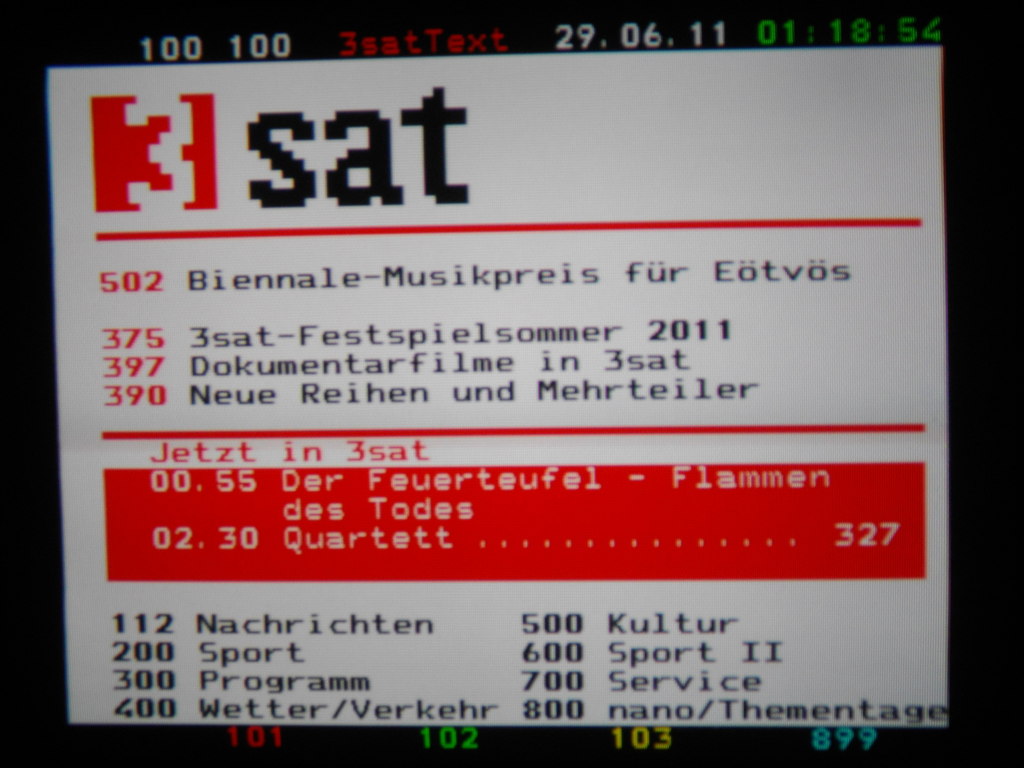 100 100 3satText 29.06.11 01:18:54
3sat
502 Biennale-Musikpreis für Eötvös
375 3sat-Festspielsommer 2011
397 Dokumentarfilme in 3sat
390 Neue Reihen und Mehrteiler
Jetzt in 3sat
00.55 Der Feuerteufel - Flammen
des Todes
02.30 Quartett ............... 327
112 Nachrichten 500 Kultur
200 Sport 600 Sport II
300 Programm 700 Service
400 Wetter/Verkehr 800 nano/Thementage
101 102 103 899